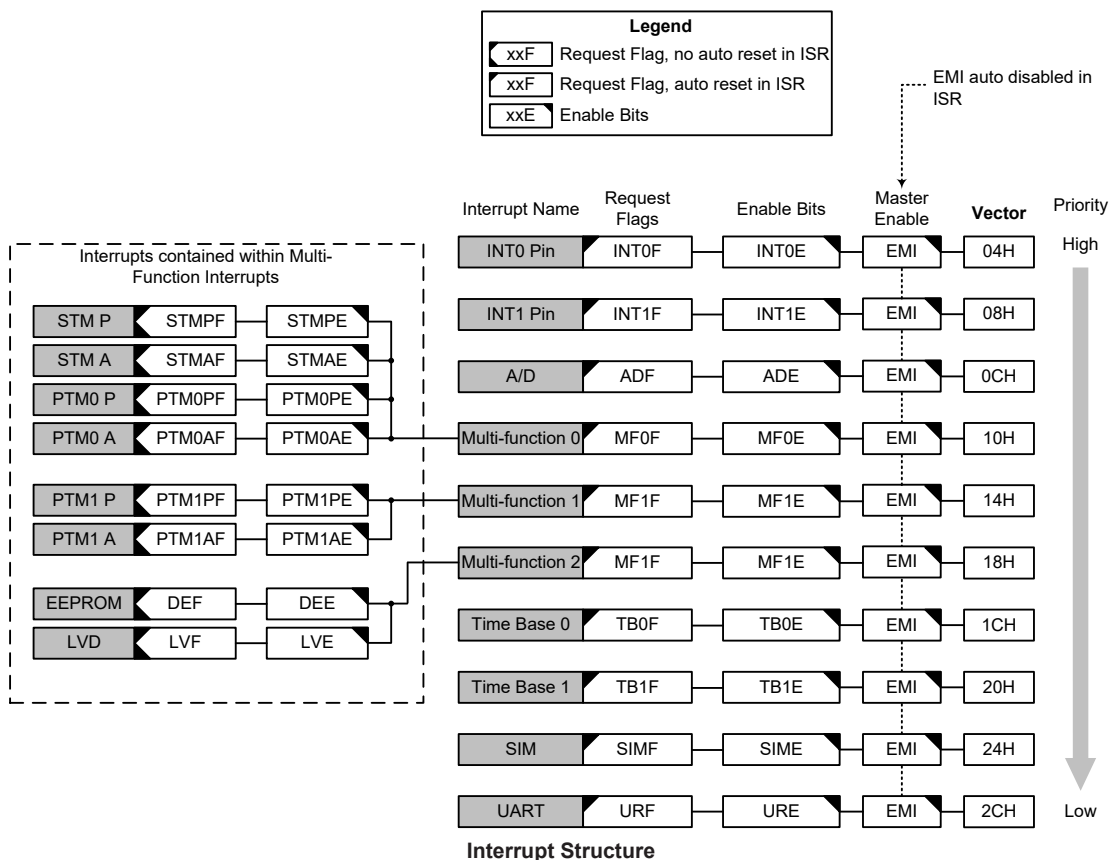 Legend
xxF Request Flag, no auto reset in ISR
xxF Request Flag, auto reset in ISR
xxE Enable Bits
EMI auto disabled in
ISR
Interrupt Name Request
Flags Enable Bits Master
Enable Vector Priority
INT0 Pin INT0F INT0E EMI 04H High
Interrupts contained within Multi-
Function Interrupts
STM P STMPF STMPE INT1 Pin INT1F INT1E EMI 08H
STM A STMAF STMAE A/D ADF ADE EMI 0CH
PTM0 P PTM0PF PTM0PE
PTM0 A PTM0AF PTM0AE Multi-function 0 MF0F MF0E EMI 10H
PTM1 P PTM1PF PTM1PE Multi-function 1 MF1F MF1E EMI 14H
PTM1 A PTM1AF PTM1AE
Multi-function 2 MF1F MF1E EMI 18H
EEPROM DEF DEE
LVD LVF LVE Time Base 0 TB0F TB0E EMI 1CH
Time Base 1 TB1F TB1E EMI 20H
SIM SIMF SIME EMI 24H
UART URF URE EMI 2CH Low
Interrupt Structure